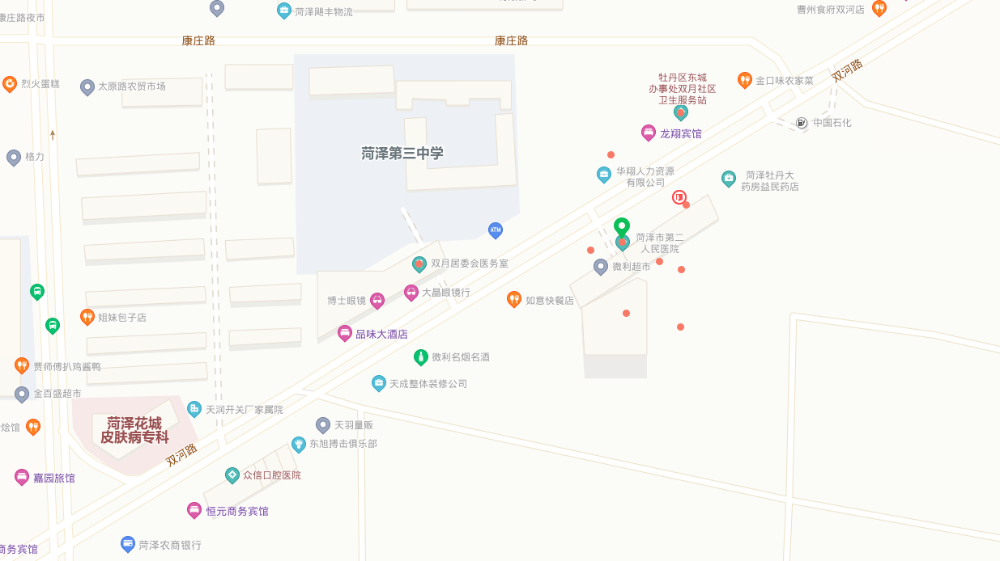 菏泽飓丰物流
曹州食府双河店
康庄路夜市
康庄路
康庄路
双河路
牡丹区东城
办事处双月社区
卫生服务站
金口味农家菜
烈火蛋糕
太原路农贸市场
中国石化
龙翔宾馆
格力
菏泽第三中学
华翔人力资源
有限公司
菏泽牡丹大
药房益民药店
ATM
菏泽市第二
人民医院
双月居委会医务室
微利超市
大晶眼镜行
博士眼镜
如意快餐店
姐妹包子店
品味大酒店
微利名烟名酒
贾师傅扒鸡酱鸭
天成整体装修公司
金百盛超市
天润开关厂家属院
烩馆
菏泽花城
皮肤病专科
天羽量贩
东旭搏击俱乐部
双河路
众信口腔医院
嘉园旅馆
恒元商务宾馆
菏泽农商银行
商务宾馆